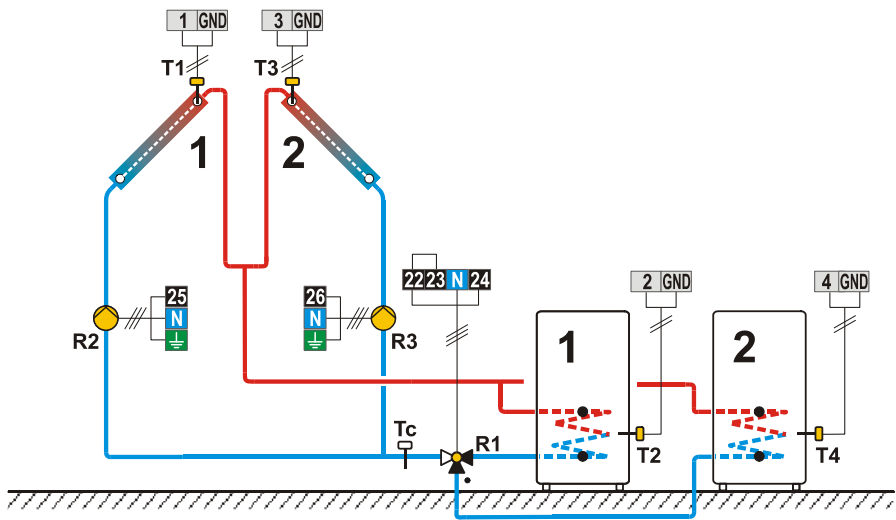 1 GND
3 GND
T1
T3
1
2
22 23 N 24
2 GND
4 GND
25
N
26
N
R2
R3
1
2
Tc
R1
T2
T4